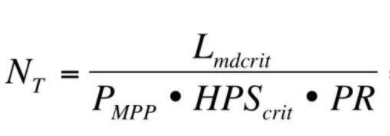 N_T = L_mdcrit / P_MPP • HPS_crit • PR